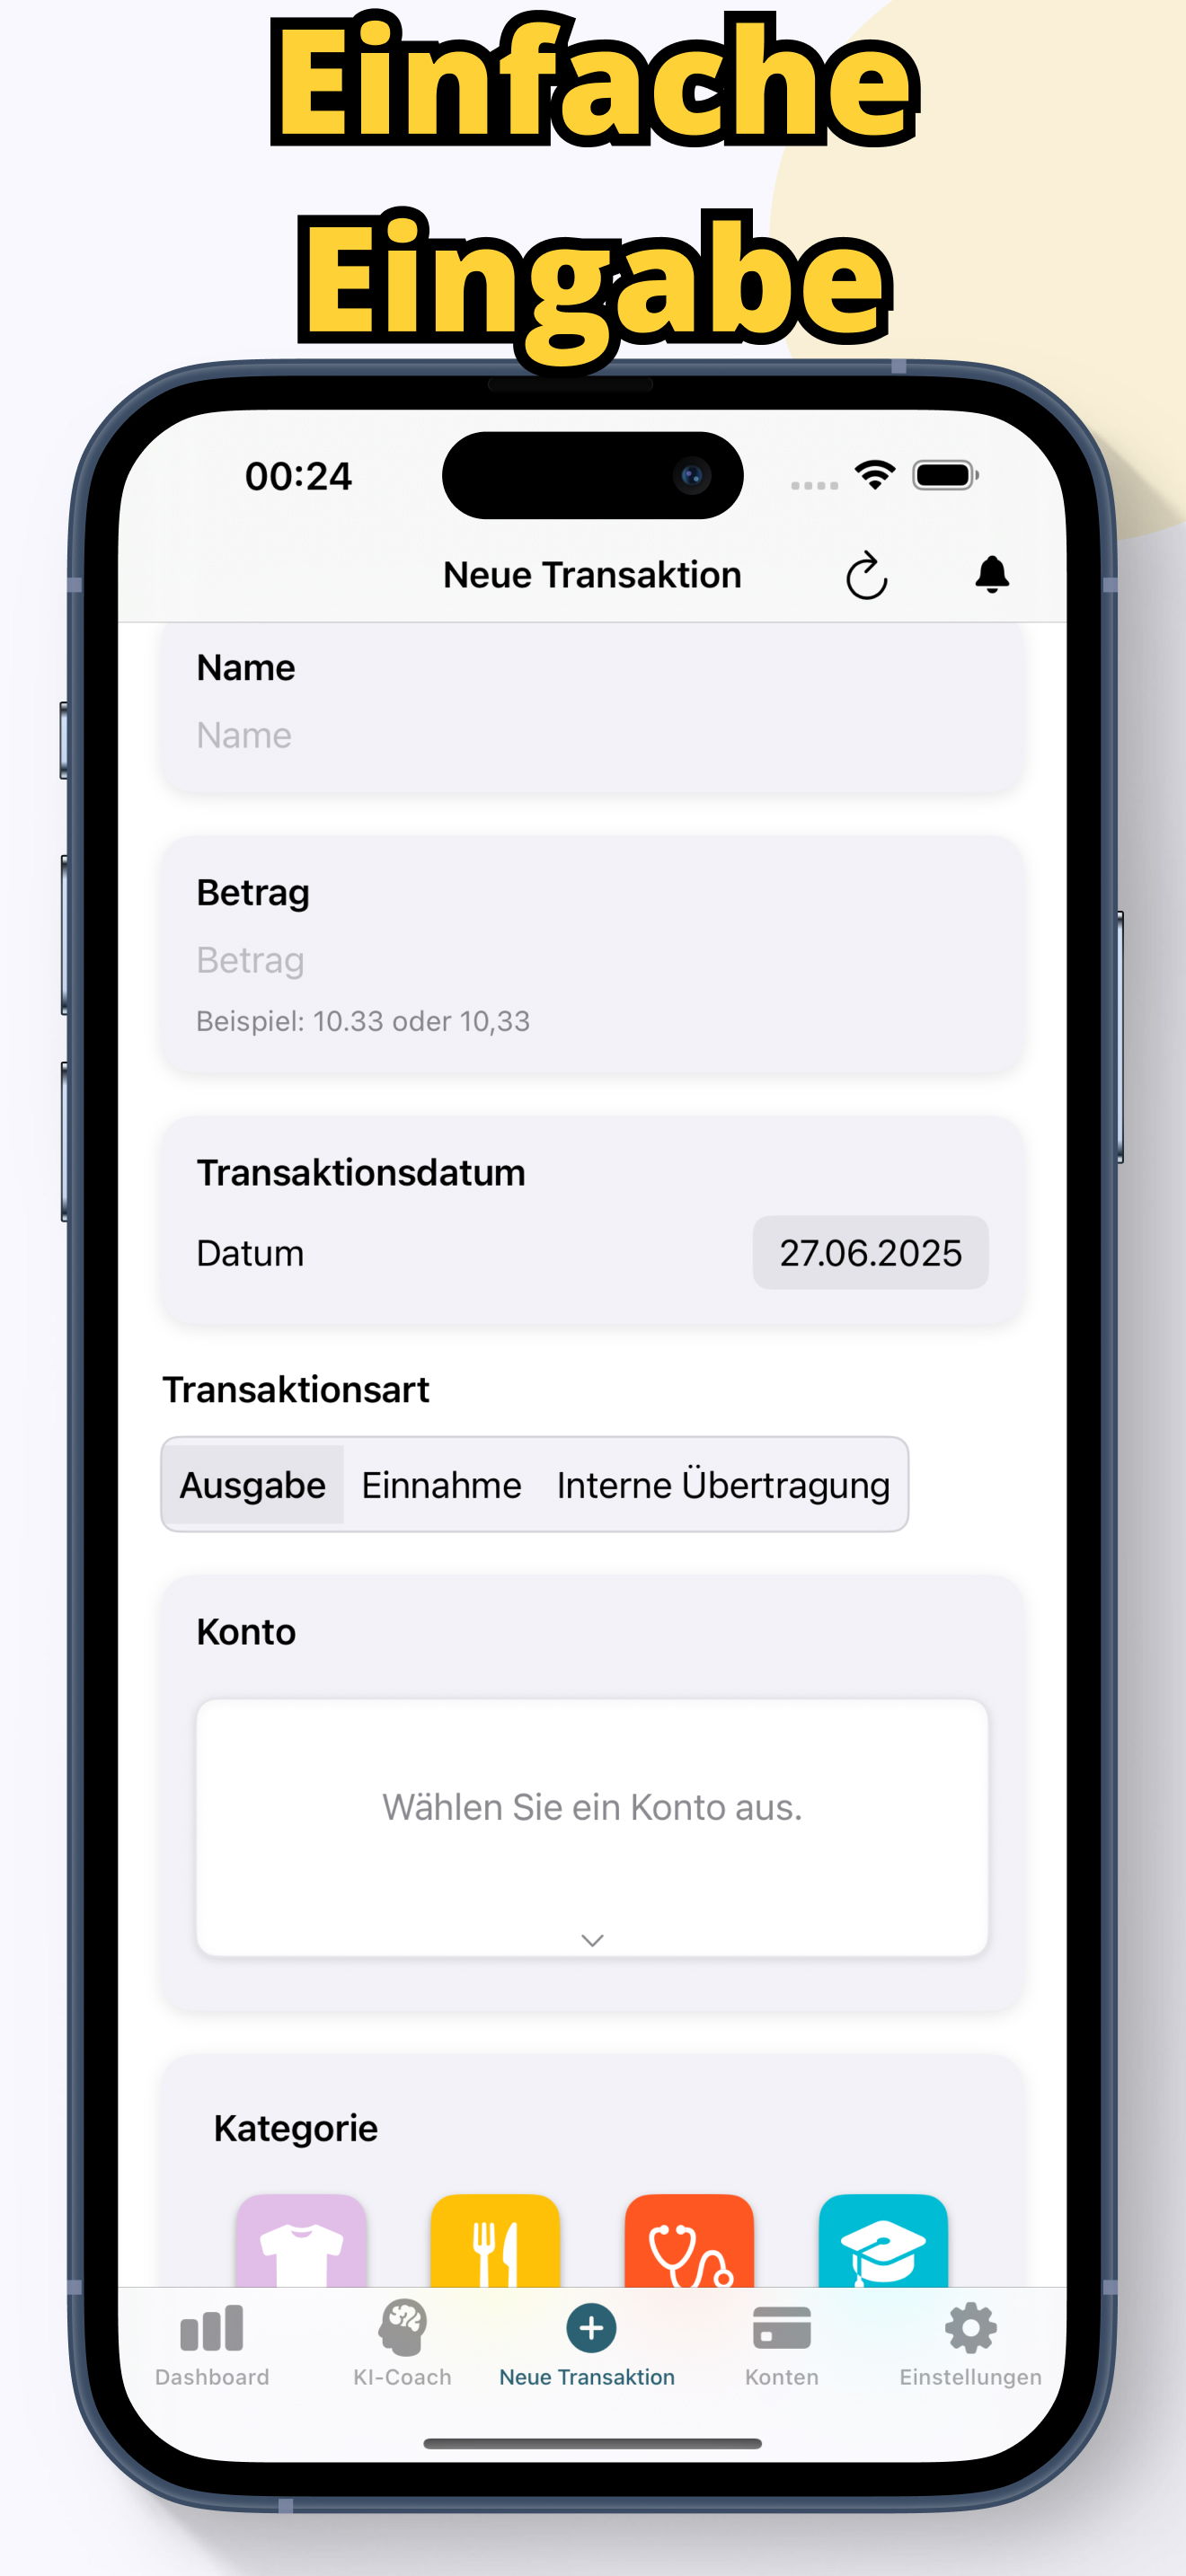 Einfache
Eingabe
00:24
Neue Transaktion
Name
Name
Betrag
Betrag
Beispiel: 10.33 oder 10,33
Transaktionsdatum
Datum 27.06.2025
Transaktionsart
Ausgabe Einnahme Interne Übertragung
Konto
Wählen Sie ein Konto aus.
Kategorie
Dashboard KI-Coach Neue Transaktion Konten Einstellungen